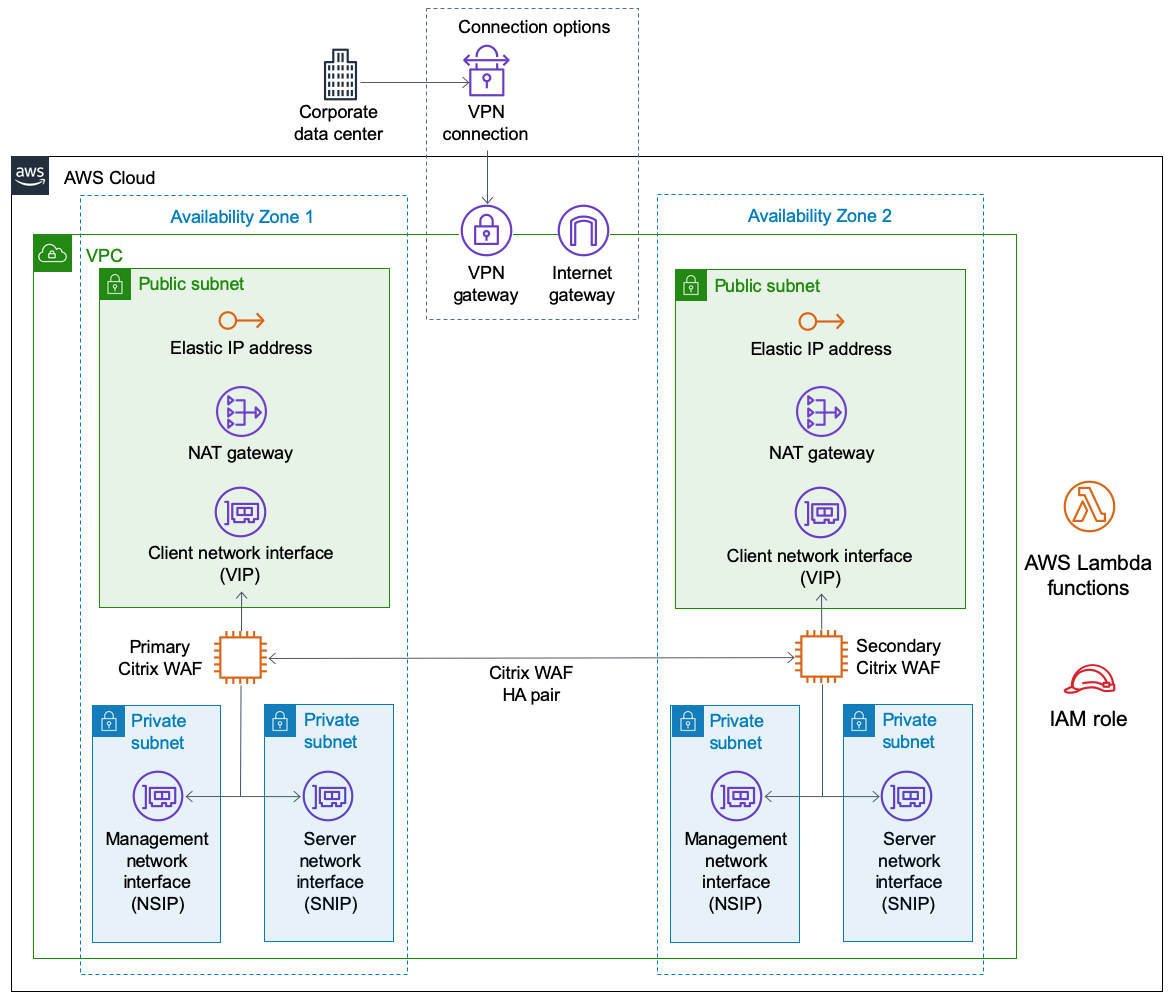 Connection options
Corporate
data center
VPN
connection
aws
AWS Cloud
Availability Zone 1
Availability Zone 2
VPC
VPN
gateway
Internet
gateway
Public subnet
Elastic IP address
NAT gateway
Client network interface
(VIP)
Public subnet
Elastic IP address
NAT gateway
Client network interface
(VIP)
AWS Lambda
functions
Primary
Citrix WAF
Citrix WAF
HA pair
Secondary
Citrix WAF
IAM role
Private
subnet
Management
network
interface
(NSIP)
Private
subnet
Server
network
interface
(SNIP)
Private
subnet
Management
network
interface
(NSIP)
Private
subnet
Server
network
interface
(SNIP)